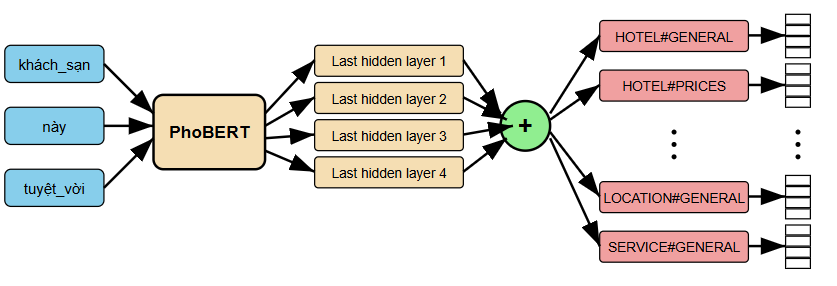 khách_sạn
này
tuyệt_vời
PhoBERT
Last hidden layer 1
Last hidden layer 2
Last hidden layer 3
Last hidden layer 4
+
HOTEL#GENERAL
HOTEL#PRICES
LOCATION#GENERAL
SERVICE#GENERAL